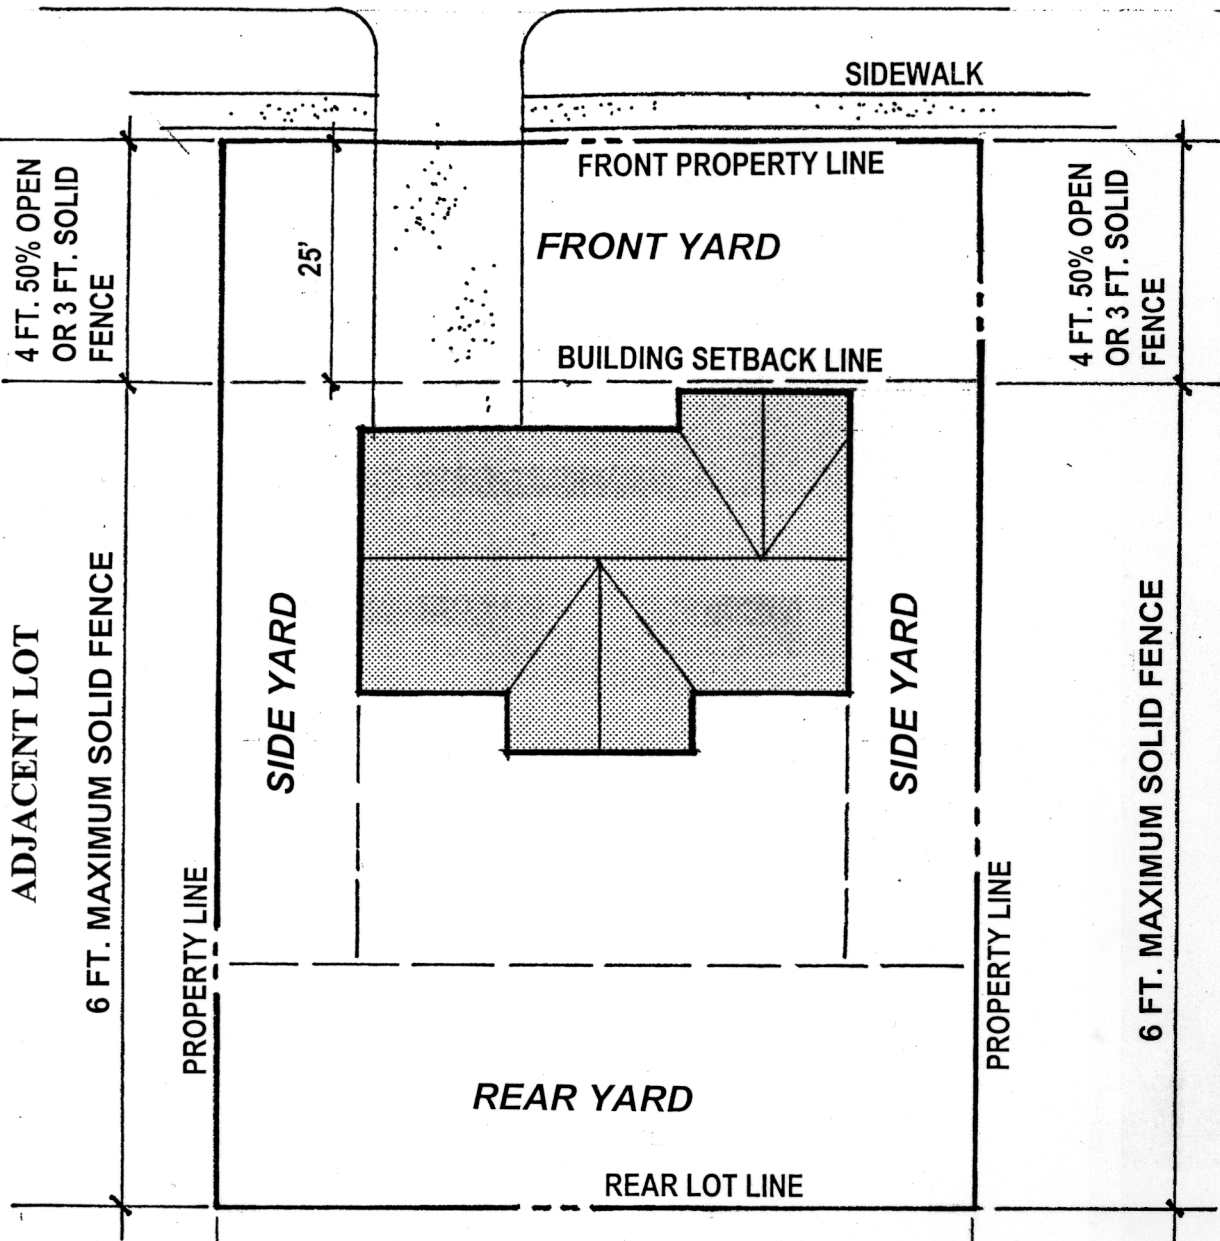 SIDEWALK
FRONT PROPERTY LINE
4 FT. 50% OPEN
OR 3 FT. SOLID
FENCE
25'
FRONT YARD
4 FT. 50% OPEN
OR 3 FT. SOLID
FENCE
BUILDING SETBACK LINE
ADJACENT LOT
6 FT. MAXIMUM SOLID FENCE
SIDE YARD
SIDE YARD
6 FT. MAXIMUM SOLID FENCE
PROPERTY LINE
PROPERTY LINE
REAR YARD
REAR LOT LINE